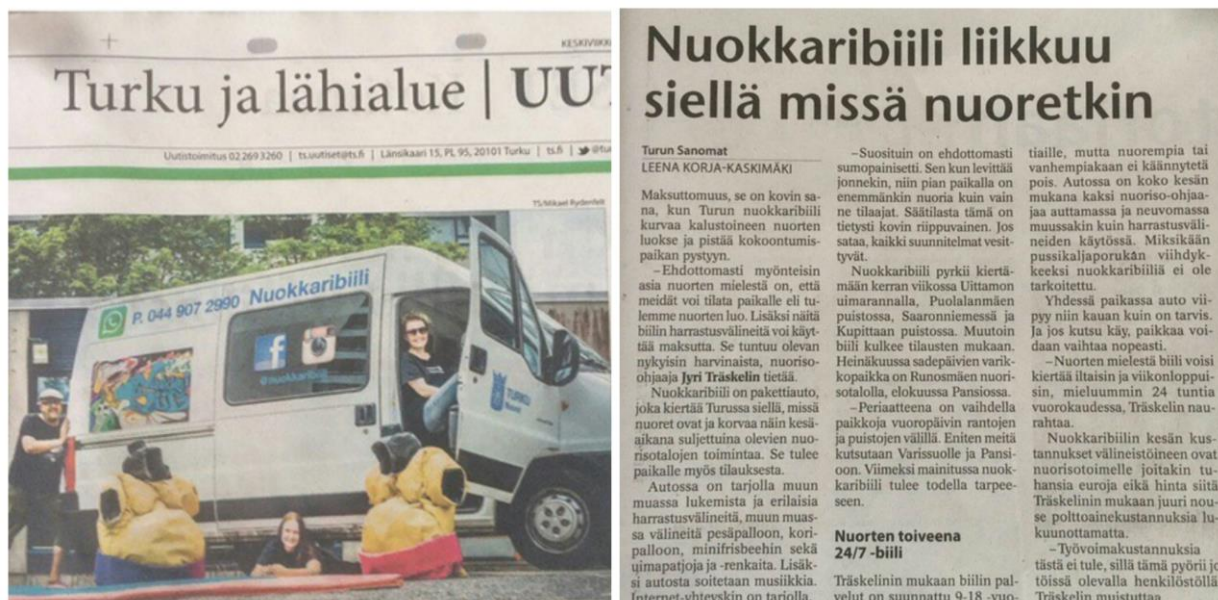 KESKIVIIKK
Turku ja lähialue | UU
Uutistoimitus 02 2693260 | ts.uutiset@ts.fi | Länsikaari 15, PL 95, 20101 Turku | ts.fi | @tu
TS/Mikael Rydenfelt
P. 044 907 2990 Nuokkaribiili
@nuokkaribiili
TURKU
Nuokkaribiili liikkuu
siellä missä nuoretkin
Turun Sanomat
LEENA KORJA-KASKIMÄKI
Maksuttomuus, se on kovin sa-
na, kun Turun nuokkaribiili
kurvaa kalustoineen nuorten
luokse ja pistää kokoontumis-
paikan pystyyn.
–Ehdottomasti myönteisin
asia nuorten mielestä on, että
meidät voi tilata paikalle eli tu-
lemme nuorten luo. Lisäksi näitä
biilin harrastusvälineitä voi käyt-
tää maksutta. Se tuntuu olevan
nykyisin harvinaista, nuoriso-
ohjaaja Jyri Träskelin tietää.
Nuokkaribiili on pakettiauto,
joka kiertää Turussa siellä, missä
nuoret ovat ja korvaa näin kesä-
aikana suljettuina olevien nuo-
risotalojen toimintaa. Se tulee
paikalle myös tilauksesta.
Autossa on tarjolla muun
muassa lukemista ja erilaisia
harrastusvälineitä, muun muas-
sa välineitä pesäpalloon, kori-
palloon, minifrisbeehin sekä
uimapatjoja ja -renkaita. Lisäk-
si autosta soitetaan musiikkia.
Internet-yhteyskin on tarjolla.
–Suosituin on ehdottomasti
sumopainisetti. Sen kun levittää
jonnekin, niin pian paikalla on
enemmänkin nuoria kuin vain
ne tilaajat. Säätilasta tämä on
tietysti kovin riippuvainen. Jos
sataa, kaikki suunnitelmat vesit-
tyvät.
Nuokkaribiili pyrkii kiertä-
mään kerran viikossa Uittamon
uimarannalla, Puolalanmäen
puistossa, Saaronniemessä ja
Kupittaan puistossa. Muutoin
biili kulkee tilausten mukaan.
Heinäkuussa sadepäivien varik-
kopaikka on Runosmäen nuori-
sotalolla, elokuussa Pansiossa.
–Periaatteena on vaihdella
paikkoja vuoropäivin rantojen
ja puistojen välillä. Eniten meitä
kutsutaan Varissuolle ja Pansi-
oon. Viimeksi mainitussa nuok-
karibiili tulee todella tarpee-
seen.
Nuorten toiveena
24/7 -biili
Träskelinin mukaan biilin pal-
velut on suunnattu 9-18 -vuo-
tiaille, mutta nuorempia tai
vanhempiakaan ei käännytetä
pois. Autossa on koko kesän
mukana kaksi nuoriso-ohjaa-
jaa auttamassa ja neuvomassa
muussakin kuin harrastusväli-
neiden käytössä. Miksikään
pussikaljaporukan viihdyk-
keeksi nuokkaribiiliä ei ole
tarkoitettu.
Yhdessä paikassa auto vii-
pyy niin kauan kuin on tarvis.
Ja jos kutsu käy, paikkaa voi-
daan vaihtaa nopeasti.
–Nuorten mielestä biili voisi
kiertää iltaisin ja viikonloppui-
sin, mieluummin 24 tuntia
vuorokaudessa, Träskelin nau-
rahtaa.
Nuokkaribiilin kesän kus-
tannukset välineistöineen ovat
nuorisotoimelle joitakin tu-
hansia euroja eikä hinta siitä
Träskelinin mukaan juuri nou-
se polttoainekustannuksia lu-
kuunottamatta.
–Työvoimakustannuksia
tästä ei tule, sillä tämä pyörii jo
töissä olevalla henkilöstöllä
Träskelin muistuttaa